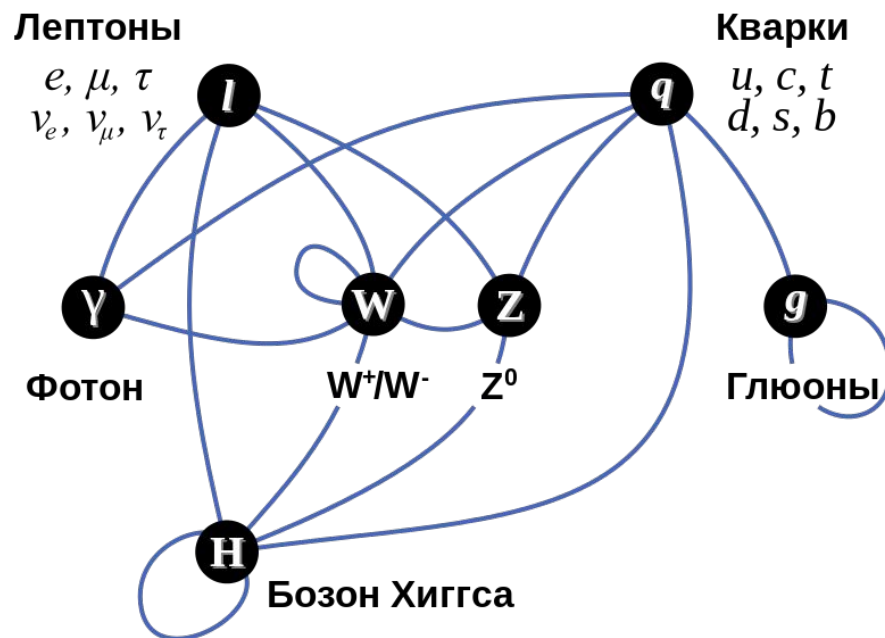 Лептоны
Кварки
e, μ, τ
νe, νμ, ντ
l
q
u, c, t
d, s, b
γ
W
Z
g
Фотон
W+/W-
Z0
Глюоны
H
Бозон Хиггса